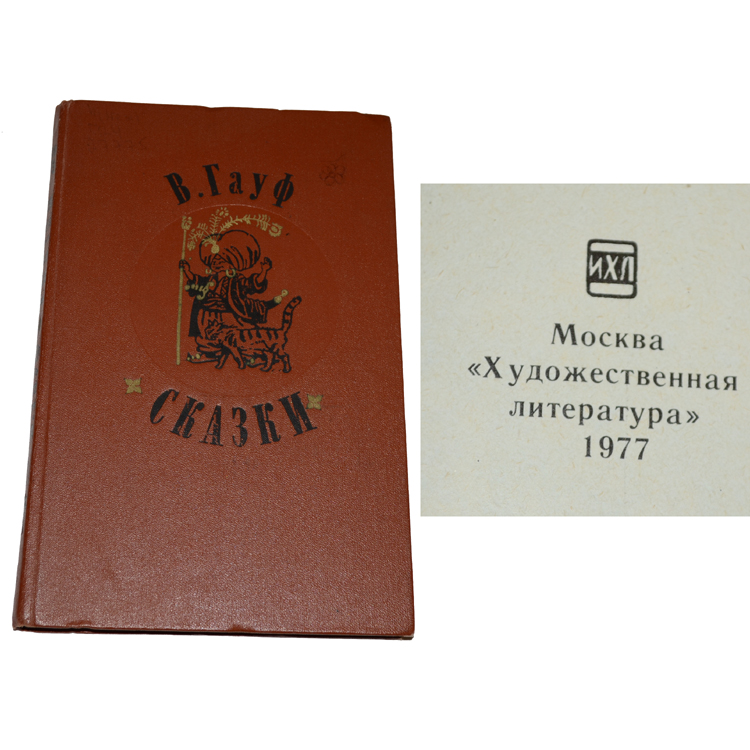 В. Гауф
СКАЗКИ
ИХЛ
Москва
«Художественная
литература»
1977